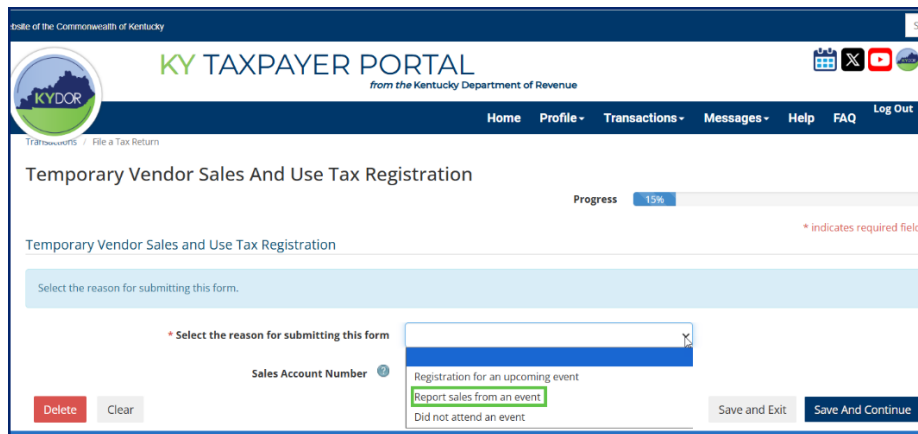 bsite of the Commonwealth of Kentucky
KYDOR
KY TAXPAYER PORTAL
from the Kentucky Department of Revenue
Home Profile Transactions Messages Help FAQ Log Out
Transactions / File a Tax Return
Temporary Vendor Sales And Use Tax Registration
Progress 15%
* indicates required field
Temporary Vendor Sales and Use Tax Registration
Select the reason for submitting this form.
* Select the reason for submitting this form
Sales Account Number ?
Registration for an upcoming event
Report sales from an event
Did not attend an event
Delete Clear Save and Exit Save And Continue